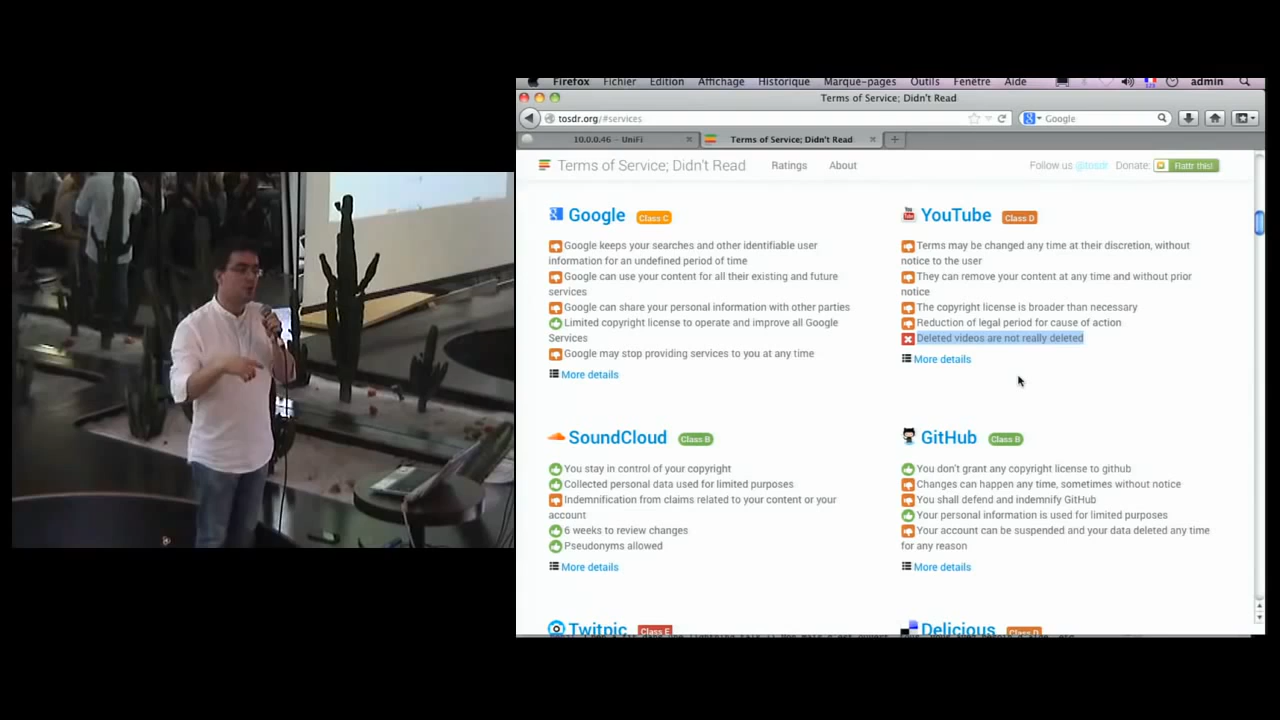 Firefox Fichier Edition Affichage Historique Marque-pages Outils Fenêtre Aide admin
Terms of Service; Didn't Read
tosdr.org/#services
Google
10.0.0.46 - UniFi
Terms of Service; Didn't Read
Terms of Service; Didn't Read Ratings About Follow us @tosdr Donate: Flattr this!
Google Class C
Google keeps your searches and other identifiable user
information for an undefined period of time
Google can use your content for all their existing and future
services
Google can share your personal information with other parties
Limited copyright license to operate and improve all Google
Services
Google may stop providing services to you at any time
More details
YouTube Class D
Terms may be changed any time at their discretion, without
notice to the user
They can remove your content at any time and without prior
notice
The copyright license is broader than necessary
Reduction of legal period for cause of action
Deleted videos are not really deleted
More details
SoundCloud Class B
You stay in control of your copyright
Collected personal data used for limited purposes
Indemnification from claims related to your content or your
account
6 weeks to review changes
Pseudonyms allowed
More details
GitHub Class B
You don't grant any copyright license to github
Changes can happen any time, sometimes without notice
You shall defend and indemnify GitHub
Your personal information is used for limited purposes
Your account can be suspended and your data deleted any time
for any reason
More details
Twitpic Class E
Delicious Class D